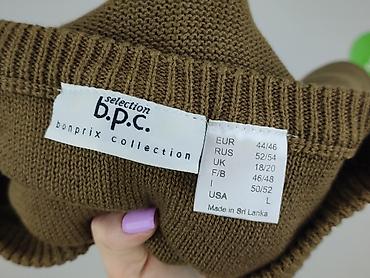 selection
b.p.c.
bonprix collection
EUR 44/46
RUS 52/54
UK 18/20
F/B 46/48
I 50/52
USA L
Made in Sri Lanka